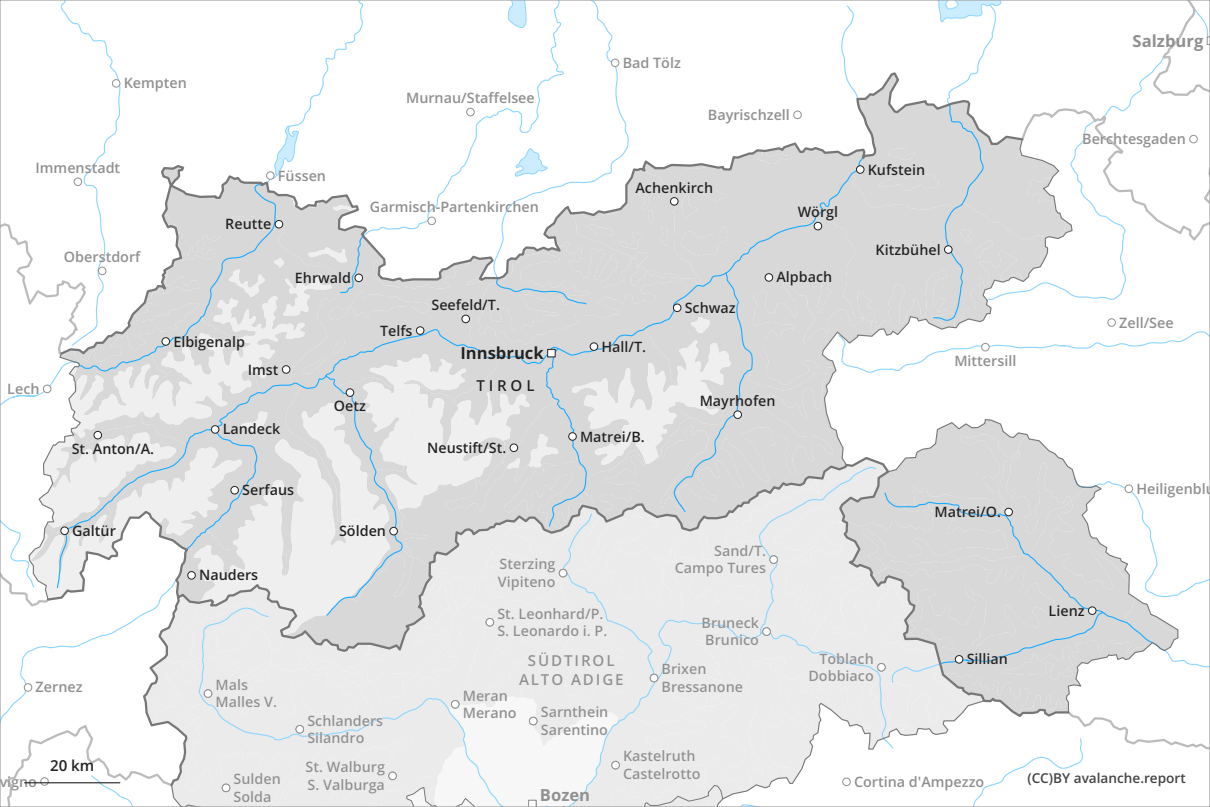 Salzburg
Kempten
Bad Tölz
Murnau/Staffelsee
Bayrischzell
Berchtesgaden
Immenstadt
Füssen
Kufstein
Achenkirch
Garmisch-Partenkirchen
Wörgl
Reutte
Kitzbühel
Oberstdorf
Ehrwald
Alpbach
Seefeld/T.
Schwaz
Telfs
Zell/See
Elbigenalp
Innsbruck
Hall/T.
Mittersill
Imst
TIROL
Lech
Oetz
Mayrhofen
Landeck
Matrei/B.
St. Anton/A.
Neustift/St.
Serfaus
Heiligenblu
Matrei/O.
Galtür
Sölden
Sand/T.
Campo Tures
Sterzing
Vipiteno
Nauders
Lienz
St. Leonhard/P.
S. Leonardo i. P.
Bruneck
Brunico
SÜDTIROL
ALTO ADIGE
Toblach
Dobbiaco
Sillian
Brixen
Bressanone
Zernez
Mals
Malles V.
Meran
Merano
Sarnthein
Sarentino
Schlanders
Silandro
Kastelruth
Castelrotto
20 km
St. Walburg
S. Valburga
vigno
Sulden
Solda
Cortina d'Ampezzo
(CC)BY avalanche.report
Bozen